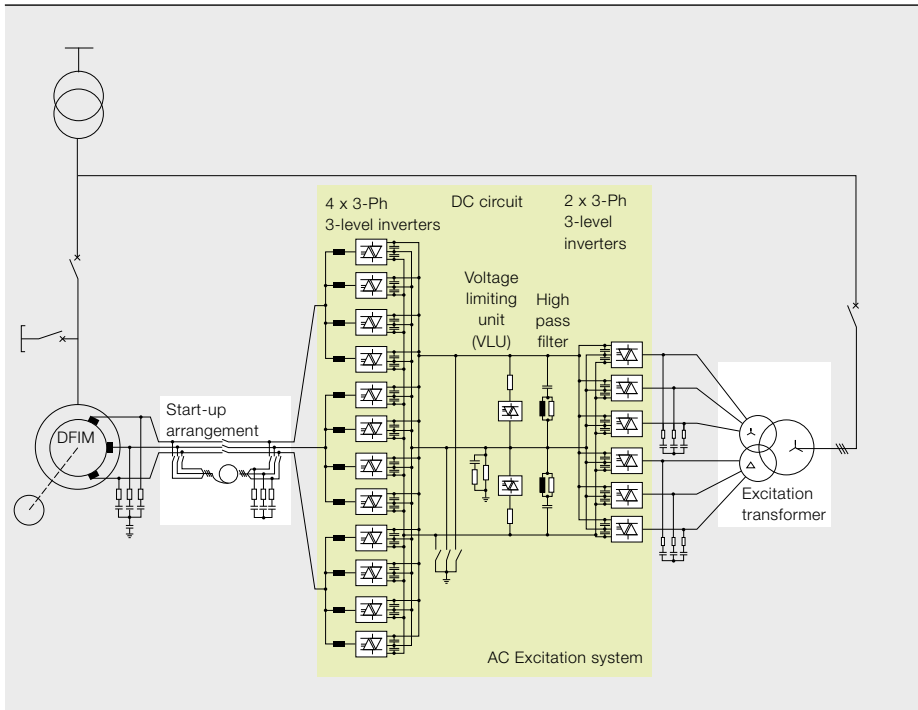 4 x 3-Ph
3-level inverters
DC circuit
2 x 3-Ph
3-level
inverters
Voltage
limiting
unit
(VLU)
High
pass
filter
Start-up
arrangement
DFIM
Excitation
transformer
AC Excitation system